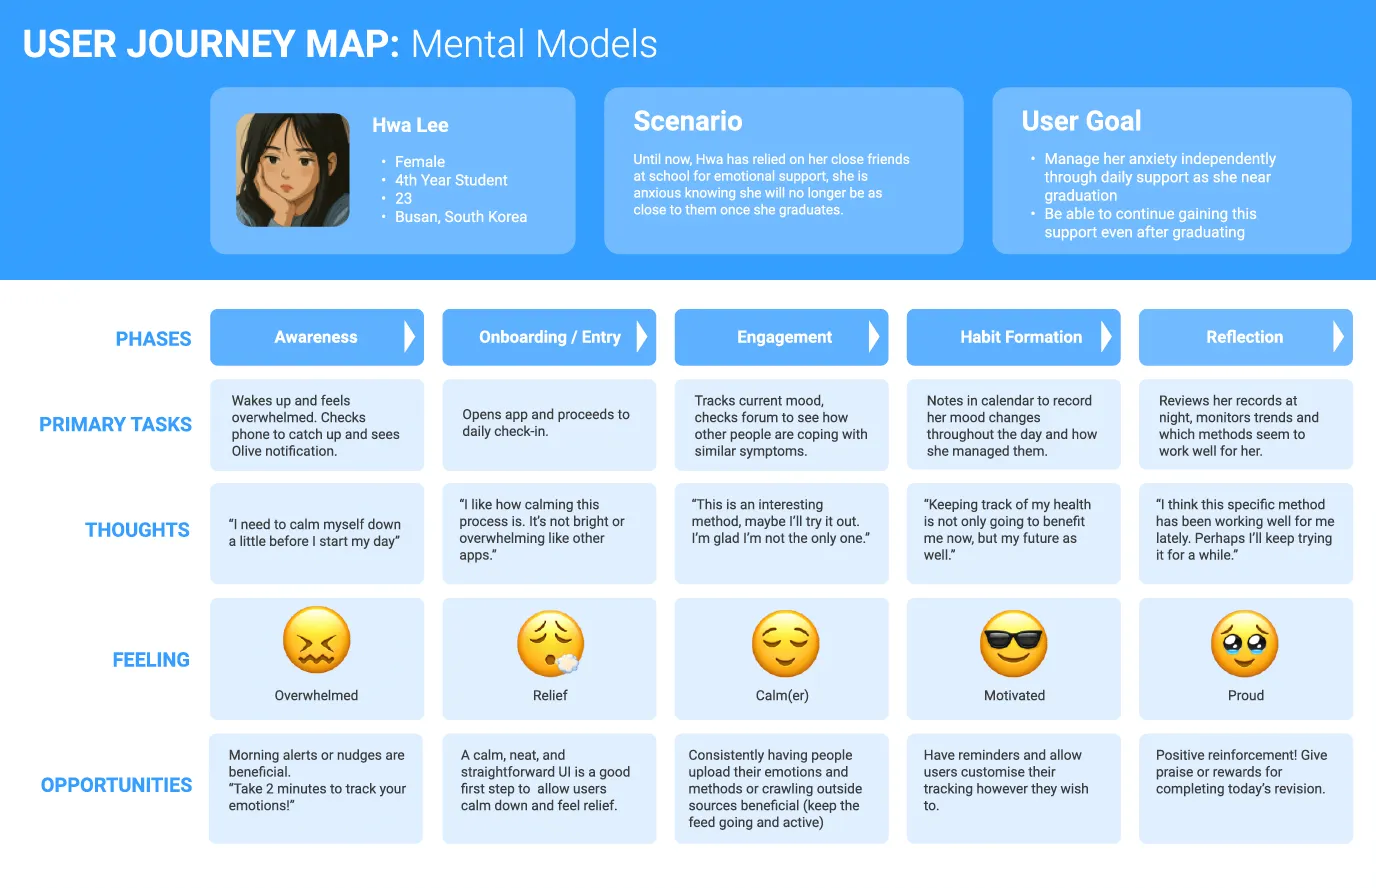 USER JOURNEY MAP: Mental Models
Hwa Lee
• Female
• 4th Year Student
• 23
• Busan, South Korea
Scenario
Until now, Hwa has relied on her close friends
at school for emotional support, she is
anxious knowing she will no longer be as
close to them once she graduates.
User Goal
• Manage her anxiety independently
through daily support as she near
graduation
• Be able to continue gaining this
support even after graduating
PHASES
Awareness
Onboarding / Entry
Engagement
Habit Formation
Reflection
PRIMARY TASKS
Wakes up and feels
overwhelmed. Checks
phone to catch up and sees
Olive notification.
Opens app and proceeds to
daily check-in.
Tracks current mood,
checks forum to see how
other people are coping with
similar symptoms.
Notes in calendar to record
her mood changes
throughout the day and how
she managed them.
Reviews her records at
night, monitors trends and
which methods seem to
work well for her.
THOUGHTS
“I need to calm myself down
a little before I start my day”
“I like how calming this
process is. It’s not bright or
overwhelming like other
apps.”
“This is an interesting
method, maybe I’ll try it out.
I’m glad I’m not the only one.”
“Keeping track of my health
is not only going to benefit
me now, but my future as
well.”
“I think this specific method
has been working well for me
lately. Perhaps I’ll keep trying
it for a while.”
FEELING
Overwhelmed
Relief
Calm(er)
Motivated
Proud
OPPORTUNITIES
Morning alerts or nudges are
beneficial.
“Take 2 minutes to track your
emotions!”
A calm, neat, and
straightforward UI is a good
first step to allow users
calm down and feel relief.
Consistently having people
upload their emotions and
methods or crawling outside
sources beneficial (keep the
feed going and active)
Have reminders and allow
users customise their
tracking however they wish
to.
Positive reinforcement! Give
praise or rewards for
completing today’s revision.